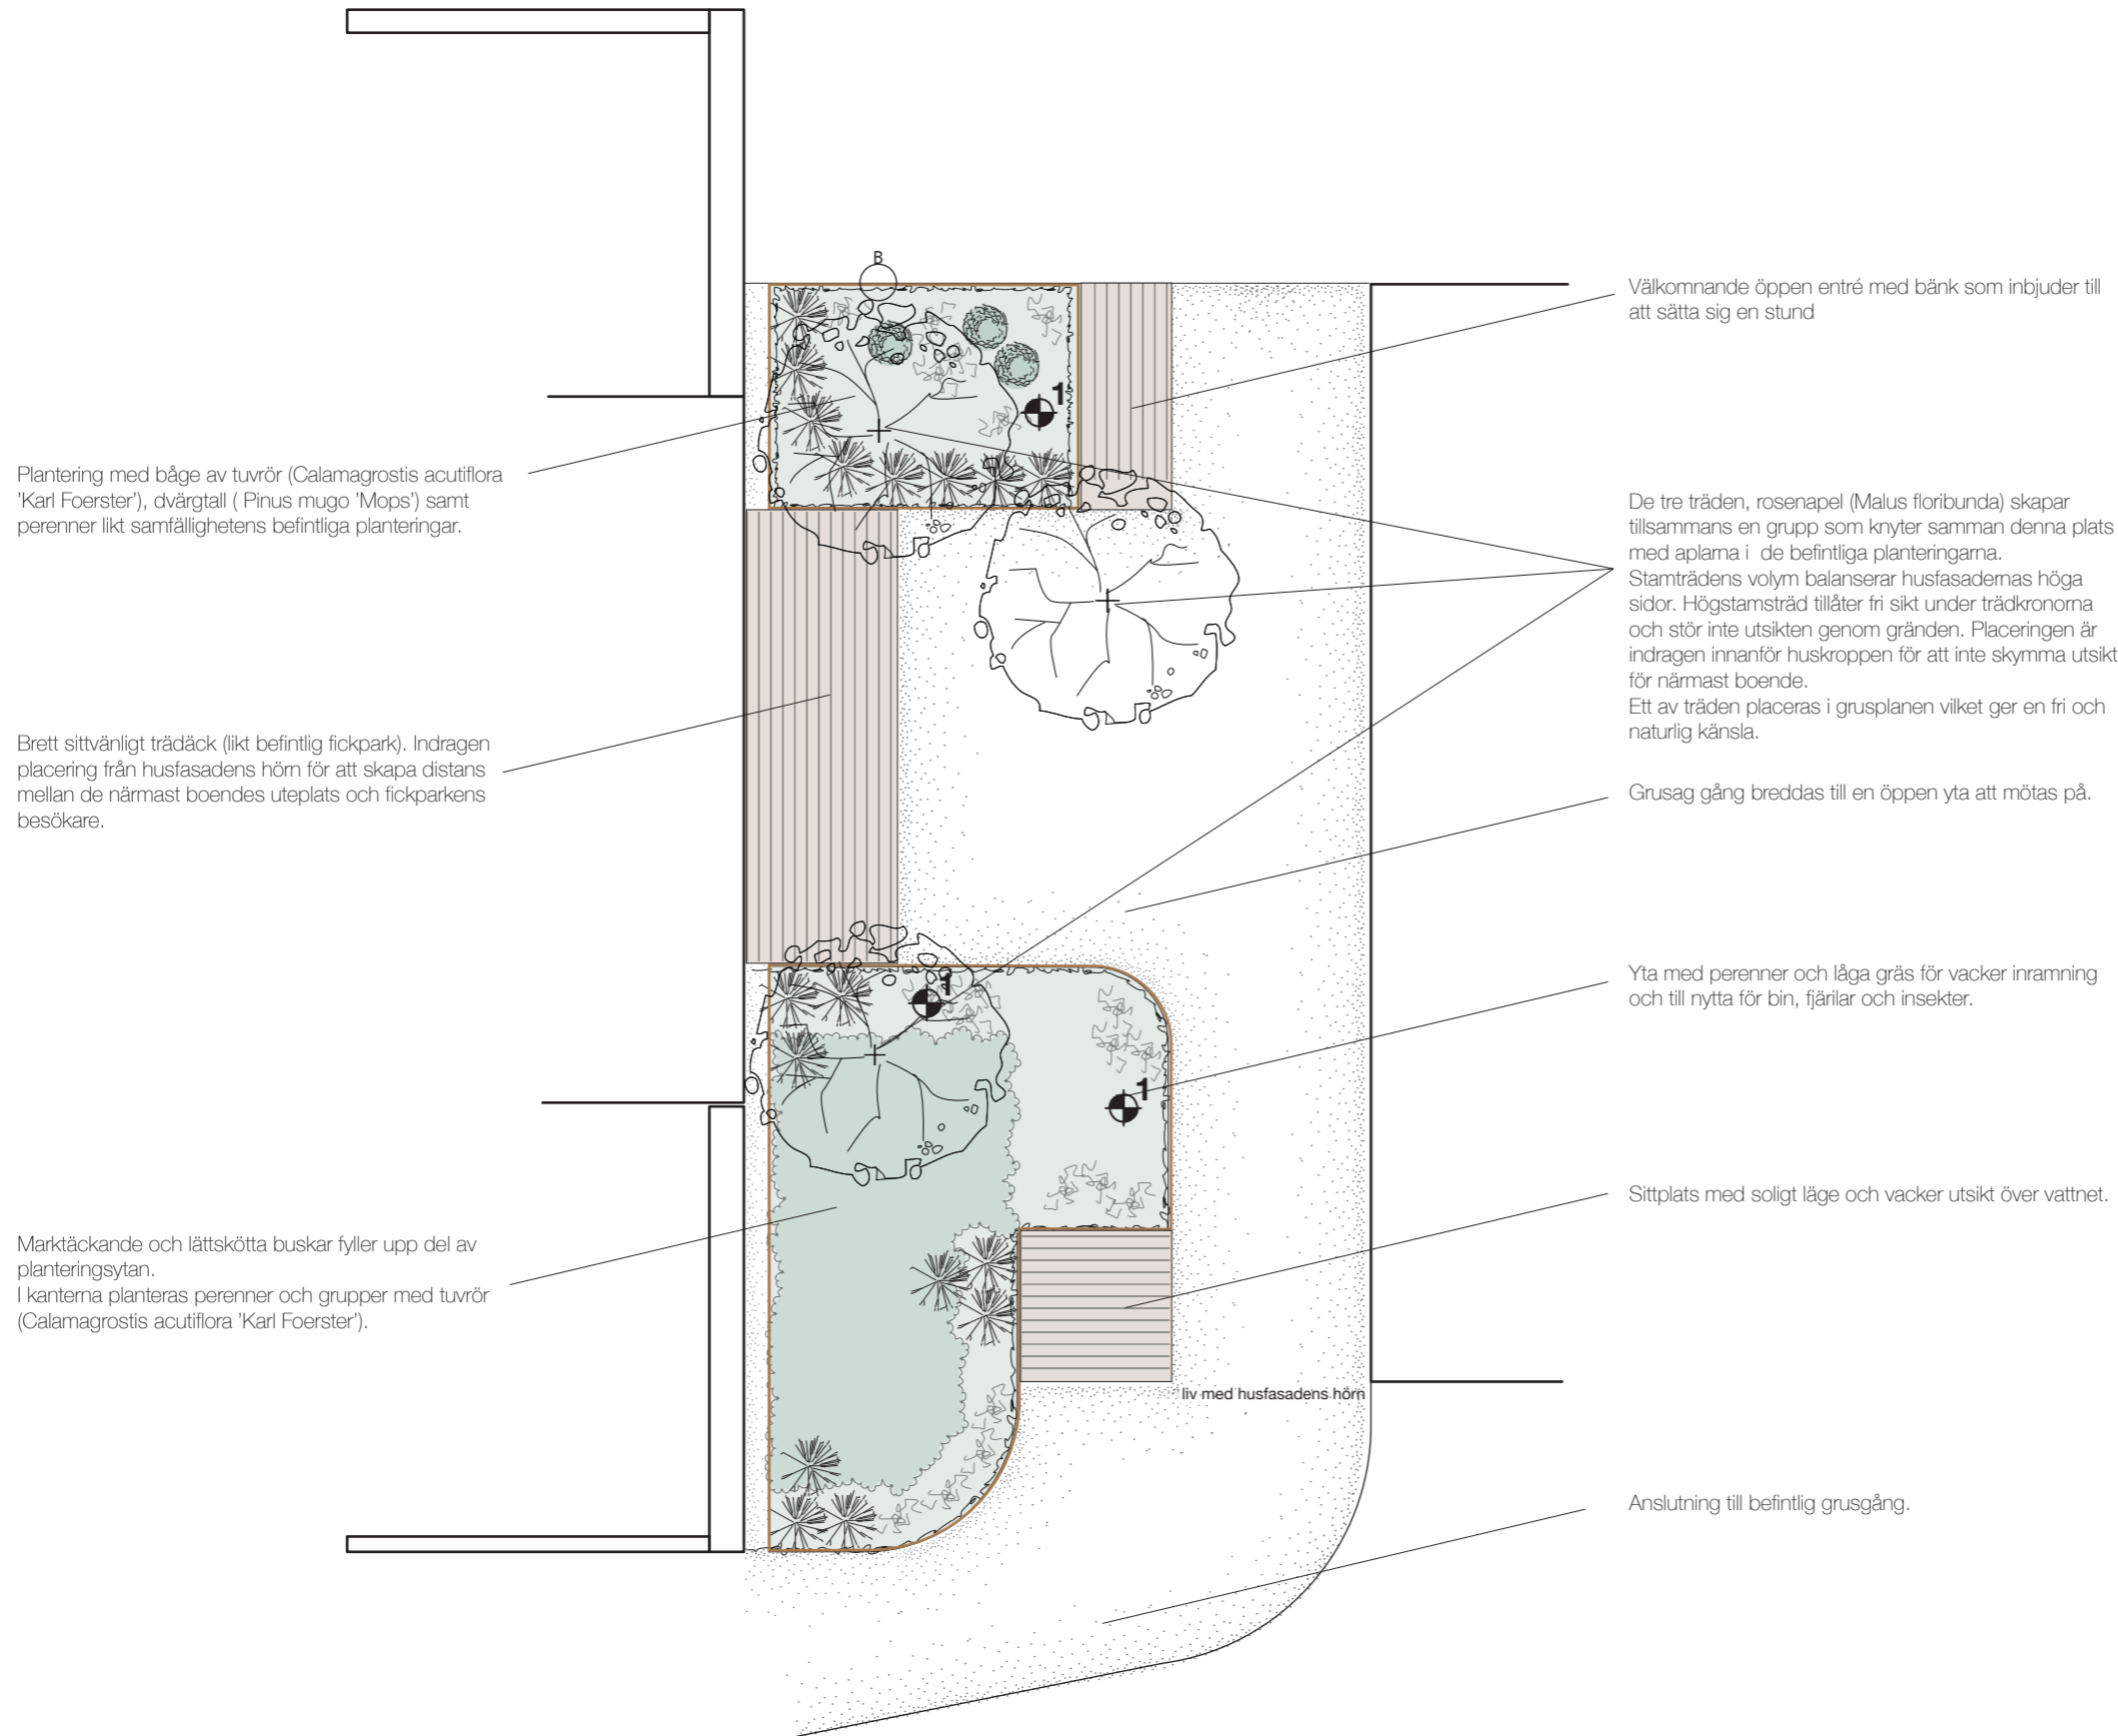 B
Välkomnande öppen entré med bänk som inbjuder till
att sätta sig en stund
1
Plantering med båge av tuvrör (Calamagrostis acutiflora
’Karl Foerster’), dvärgtall ( Pinus mugo ’Mops’) samt
perenner likt samfällighetens befintliga planteringar.
De tre träden, rosenapel (Malus floribunda) skapar
tillsammans en grupp som knyter samman denna plats
med aplarna i  de befintliga planteringarna.
Stamträdens volym balanserar husfasadernas höga
sidor. Högstamsträd tillåter fri sikt under trädkronorna
och stör inte utsikten genom gränden. Placeringen är
indragen innanför huskroppen för att inte skymma utsikt
för närmast boende.
Ett av träden placeras i grusplanen vilket ger en fri och
naturlig känsla.
Brett sittvänligt trädäck (likt befintlig fickpark). Indragen
placering från husfasadens hörn för att skapa distans
mellan de närmast boendes uteplats och fickparkens
besökare.
Grusag gång breddas till en öppen yta att mötas på.
1
Yta med perenner och låga gräs för vacker inramning
och till nytta för bin, fjärilar och insekter.
1
Sittplats med soligt läge och vacker utsikt över vattnet.
Marktäckande och lättskötta buskar fyller upp del av
planteringsytan.
I kanterna planteras perenner och grupper med tuvrör
(Calamagrostis acutiflora ’Karl Foerster’).
liv med husfasadens hörn
Anslutning till befintlig grusgång.